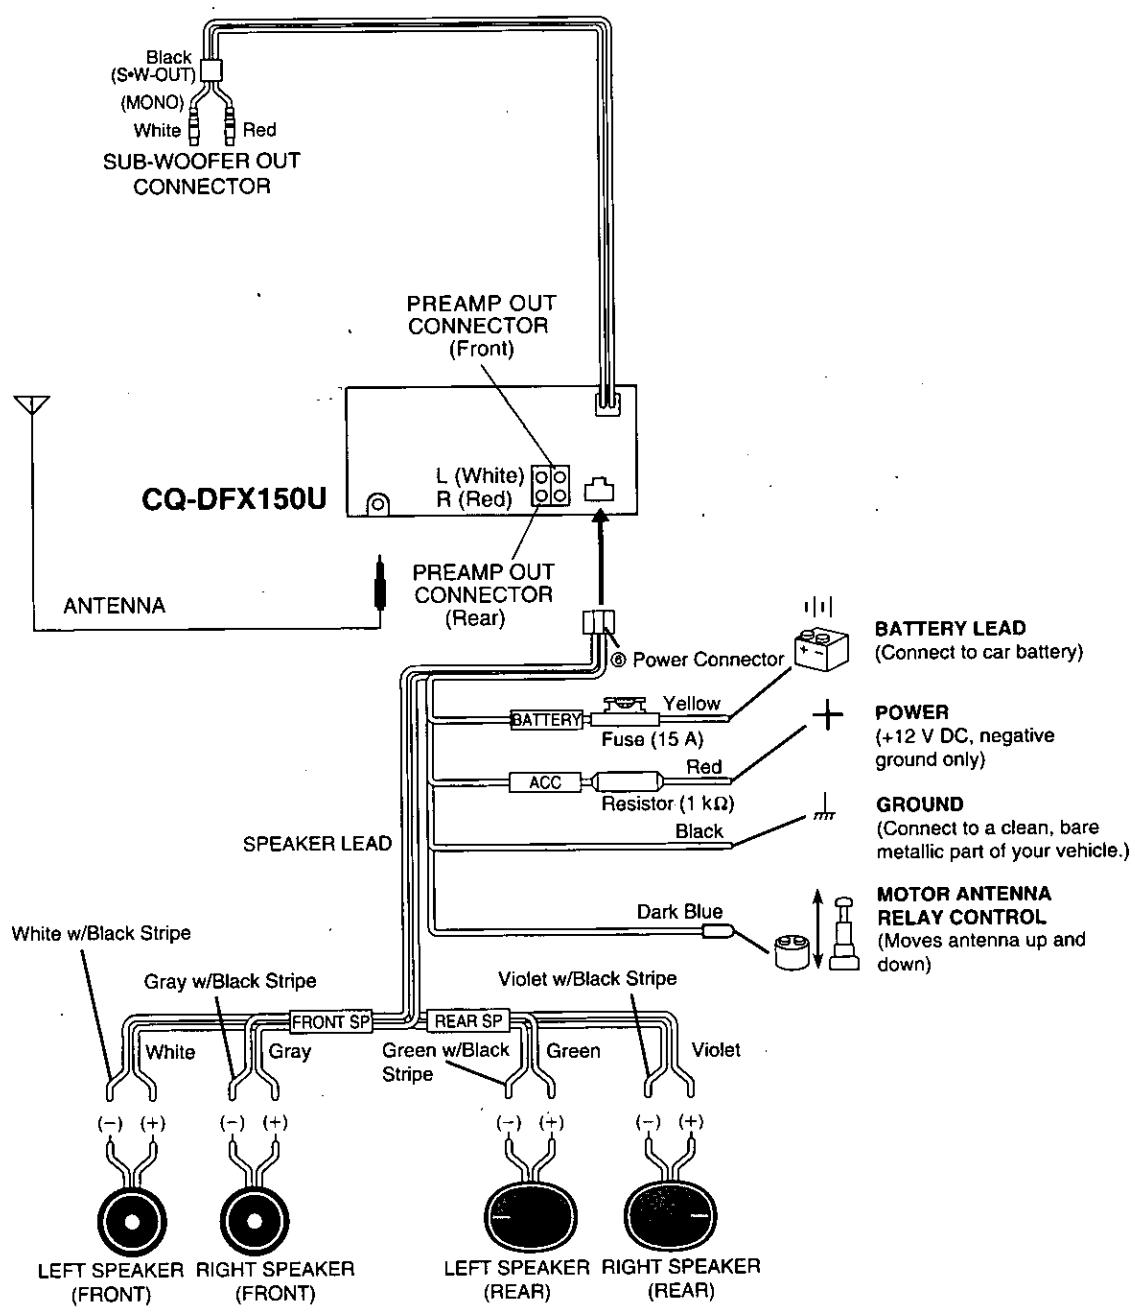 Black
(S•W-OUT)
(MONO)
White
Red
SUB-WOOFER OUT
CONNECTOR
PREAMP OUT
CONNECTOR
(Front)
L (White)
R (Red)
CQ-DFX150U
PREAMP OUT
CONNECTOR
(Rear)
ANTENNA
⑥ Power Connector
+ −
BATTERY LEAD
(Connect to car battery)
BATTERY
Yellow
Fuse (15 A)
POWER
(+12 V DC, negative
ground only)
ACC
Red
Resistor (1 kΩ)
GROUND
(Connect to a clean, bare
metallic part of your vehicle.)
Black
SPEAKER LEAD
MOTOR ANTENNA
RELAY CONTROL
(Moves antenna up and
down)
Dark Blue
White w/Black Stripe
Gray w/Black Stripe
Violet w/Black Stripe
FRONT SP
REAR SP
White
Gray
Green w/Black
Stripe
Green
Violet
(−) (+)
(−) (+)
(−) (+)
(−) (+)
LEFT SPEAKER
(FRONT)
RIGHT SPEAKER
(FRONT)
LEFT SPEAKER
(REAR)
RIGHT SPEAKER
(REAR)